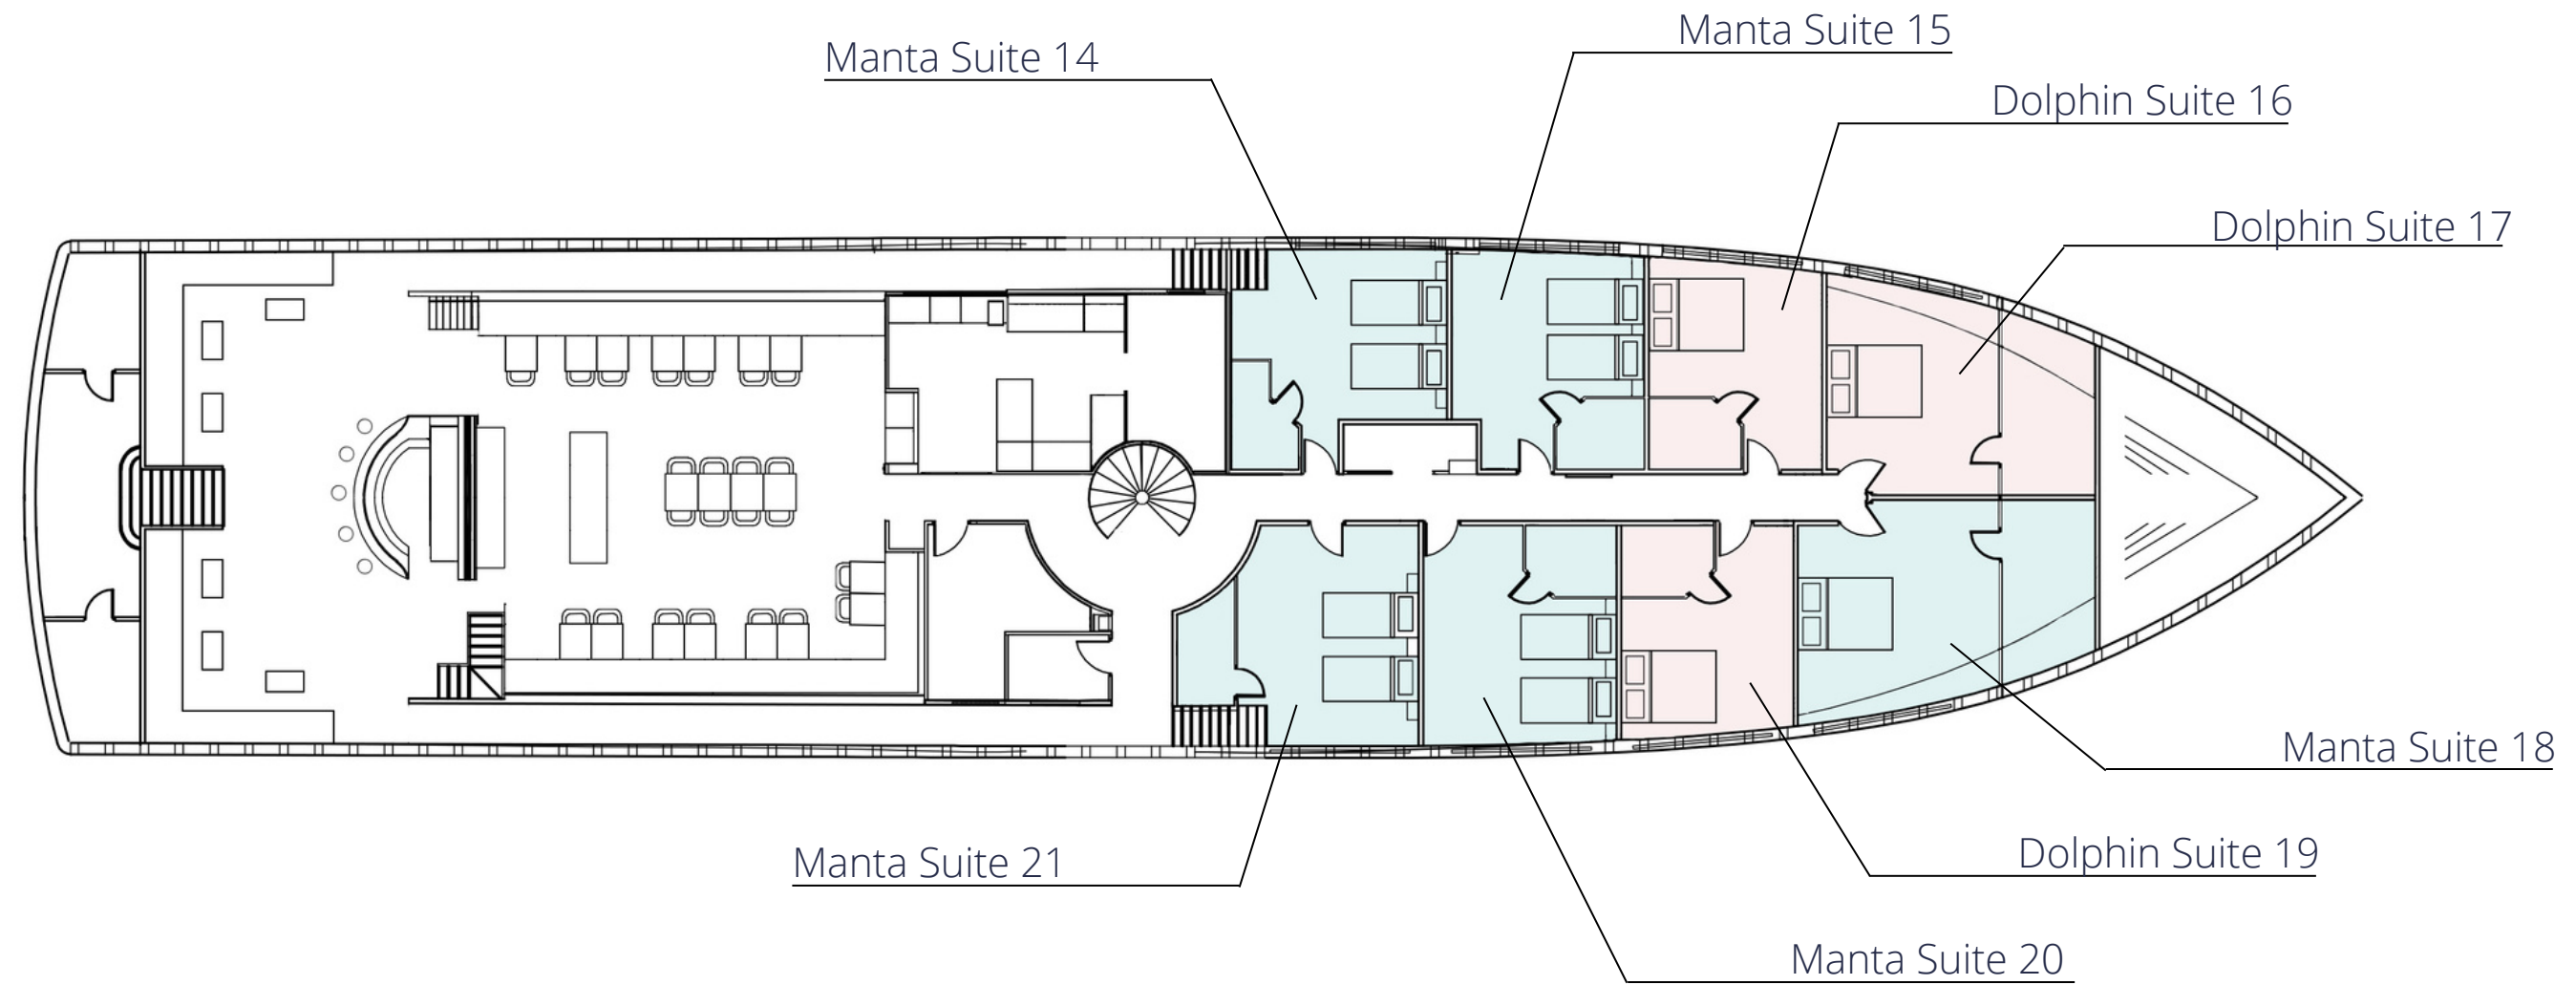 Manta Suite 15
Manta Suite 14
Dolphin Suite 16
Dolphin Suite 17
Manta Suite 18
Dolphin Suite 19
Manta Suite 21
Manta Suite 20